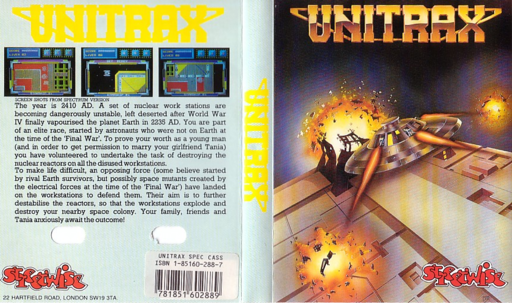 UNITRAX
SCREEN SHOTS FROM SPECTRUM VERSION
The year is 2410 AD. A set of nuclear work stations are
becoming dangerously unstable, left deserted after World War
IV finally vapourised the planet Earth in 2235 AD. You are part
of an elite race, started by astronauts who were not on Earth at
the time of the 'Final War'. To prove your worth as a young man
(and in order to get permission to marry your girlfriend Tania)
you have volunteered to undertake the task of destroying the
nuclear reactors on all the disused workstations.
To make life difficult, an opposing force (some believe started
by rival Earth survivors, but possibly space mutants created by
the electrical forces at the time of the 'Final War') have landed
on the workstations to defend them. Their aim is to further
destabilise the reactors, so that the workstations explode and
destroy your nearby space colony. Your family, friends and
Tania anxiously await the outcome!
UNITRAX SPEC CASS
ISBN 1-85160-288-7
9781851602889
Streetwise
22 HARTFIELD ROAD, LONDON SW19 3TA
UNITRAX
UNITRAX
Streetwise